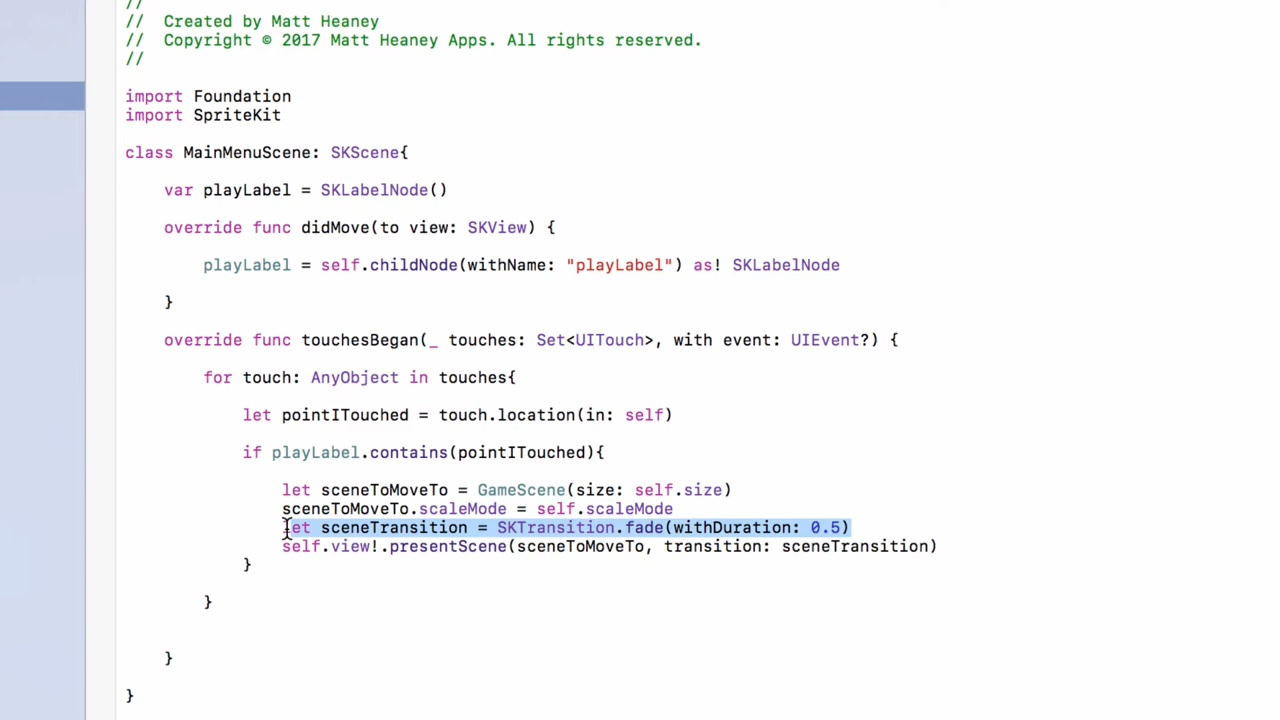 //
//  Created by Matt Heaney
//  Copyright © 2017 Matt Heaney Apps. All rights reserved.
//
import Foundation
import SpriteKit
class MainMenuScene: SKScene{
var playLabel = SKLabelNode()
override func didMove(to view: SKView) {
playLabel = self.childNode(withName: "playLabel") as! SKLabelNode
}
override func touchesBegan(_ touches: Set<UITouch>, with event: UIEvent?) {
for touch: AnyObject in touches{
let pointITouched = touch.location(in: self)
if playLabel.contains(pointITouched){
let sceneToMoveTo = GameScene(size: self.size)
sceneToMoveTo.scaleMode = self.scaleMode
let sceneTransition = SKTransition.fade(withDuration: 0.5)
self.view!.presentScene(sceneToMoveTo, transition: sceneTransition)
}
}
}
}